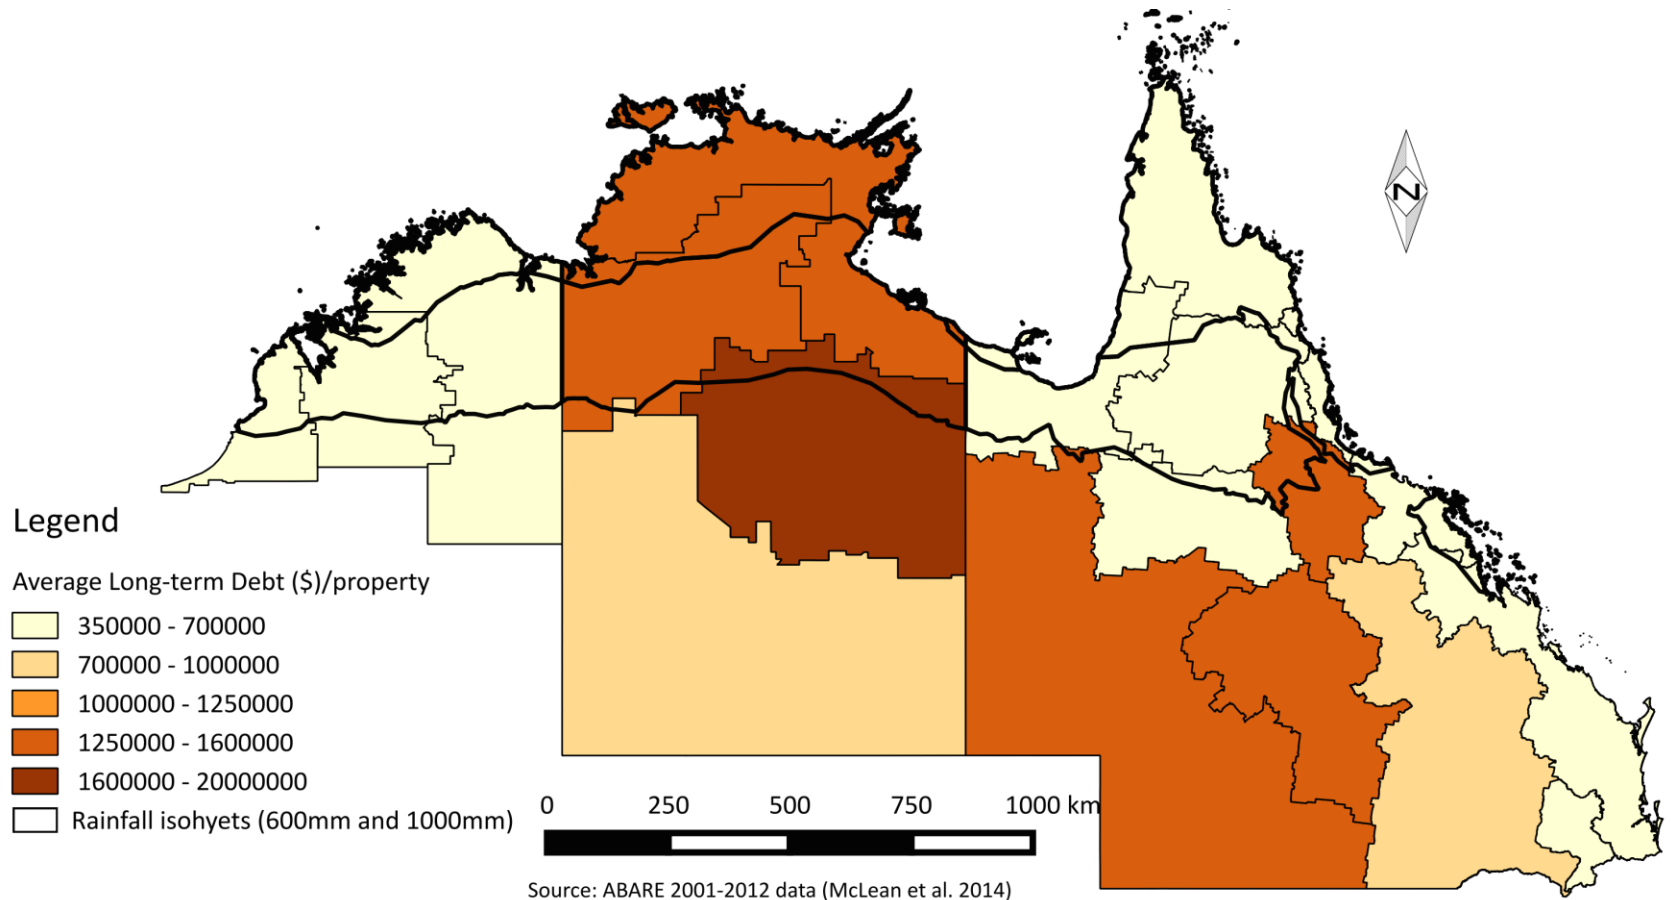 N
Legend
Average Long-term Debt ($)/property
350000 - 700000
700000 - 1000000
1000000 - 1250000
1250000 - 1600000
1600000 - 20000000
Rainfall isohyets (600mm and 1000mm)
0 250 500 750 1000 km
Source: ABARE 2001-2012 data (McLean et al. 2014)